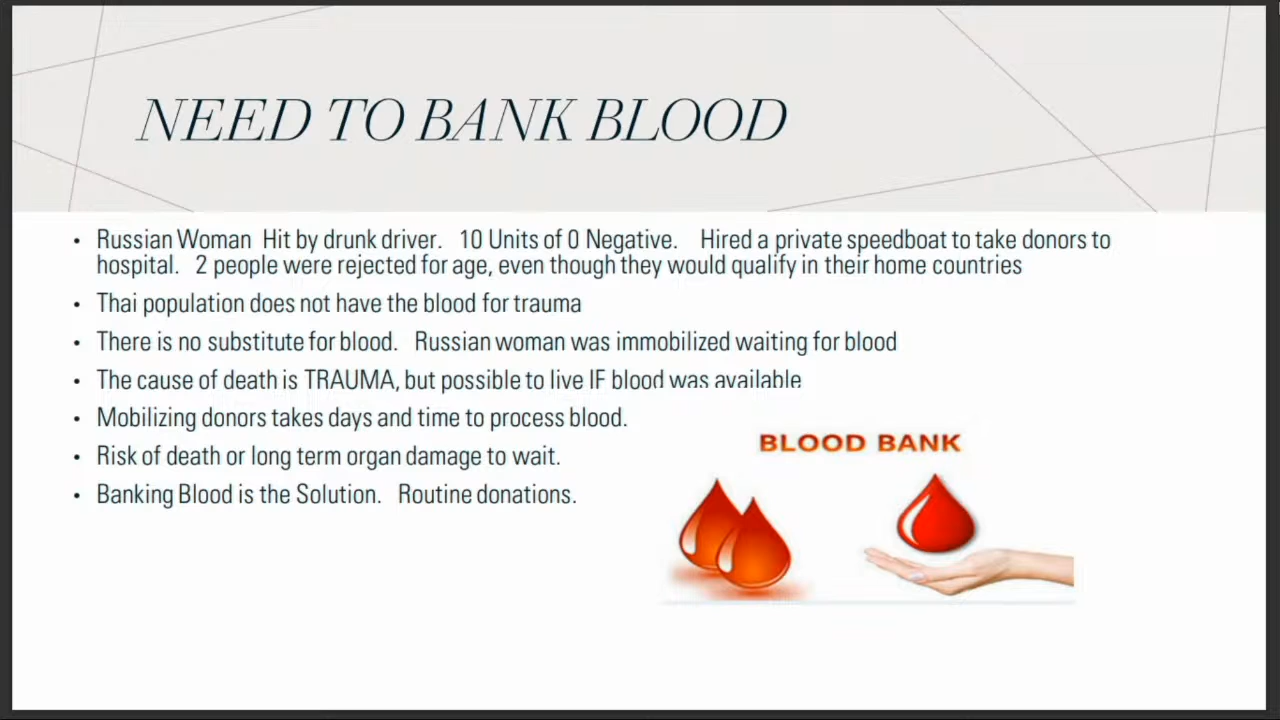 NEED TO BANK BLOOD
• Russian Woman Hit by drunk driver. 10 Units of 0 Negative. Hired a private speedboat to take donors to
hospital. 2 people were rejected for age, even though they would qualify in their home countries
• Thai population does not have the blood for trauma
• There is no substitute for blood. Russian woman was immobilized waiting for blood
• The cause of death is TRAUMA, but possible to live IF blood was available
• Mobilizing donors takes days and time to process blood.
• Risk of death or long term organ damage to wait.
• Banking Blood is the Solution. Routine donations.
BLOOD BANK